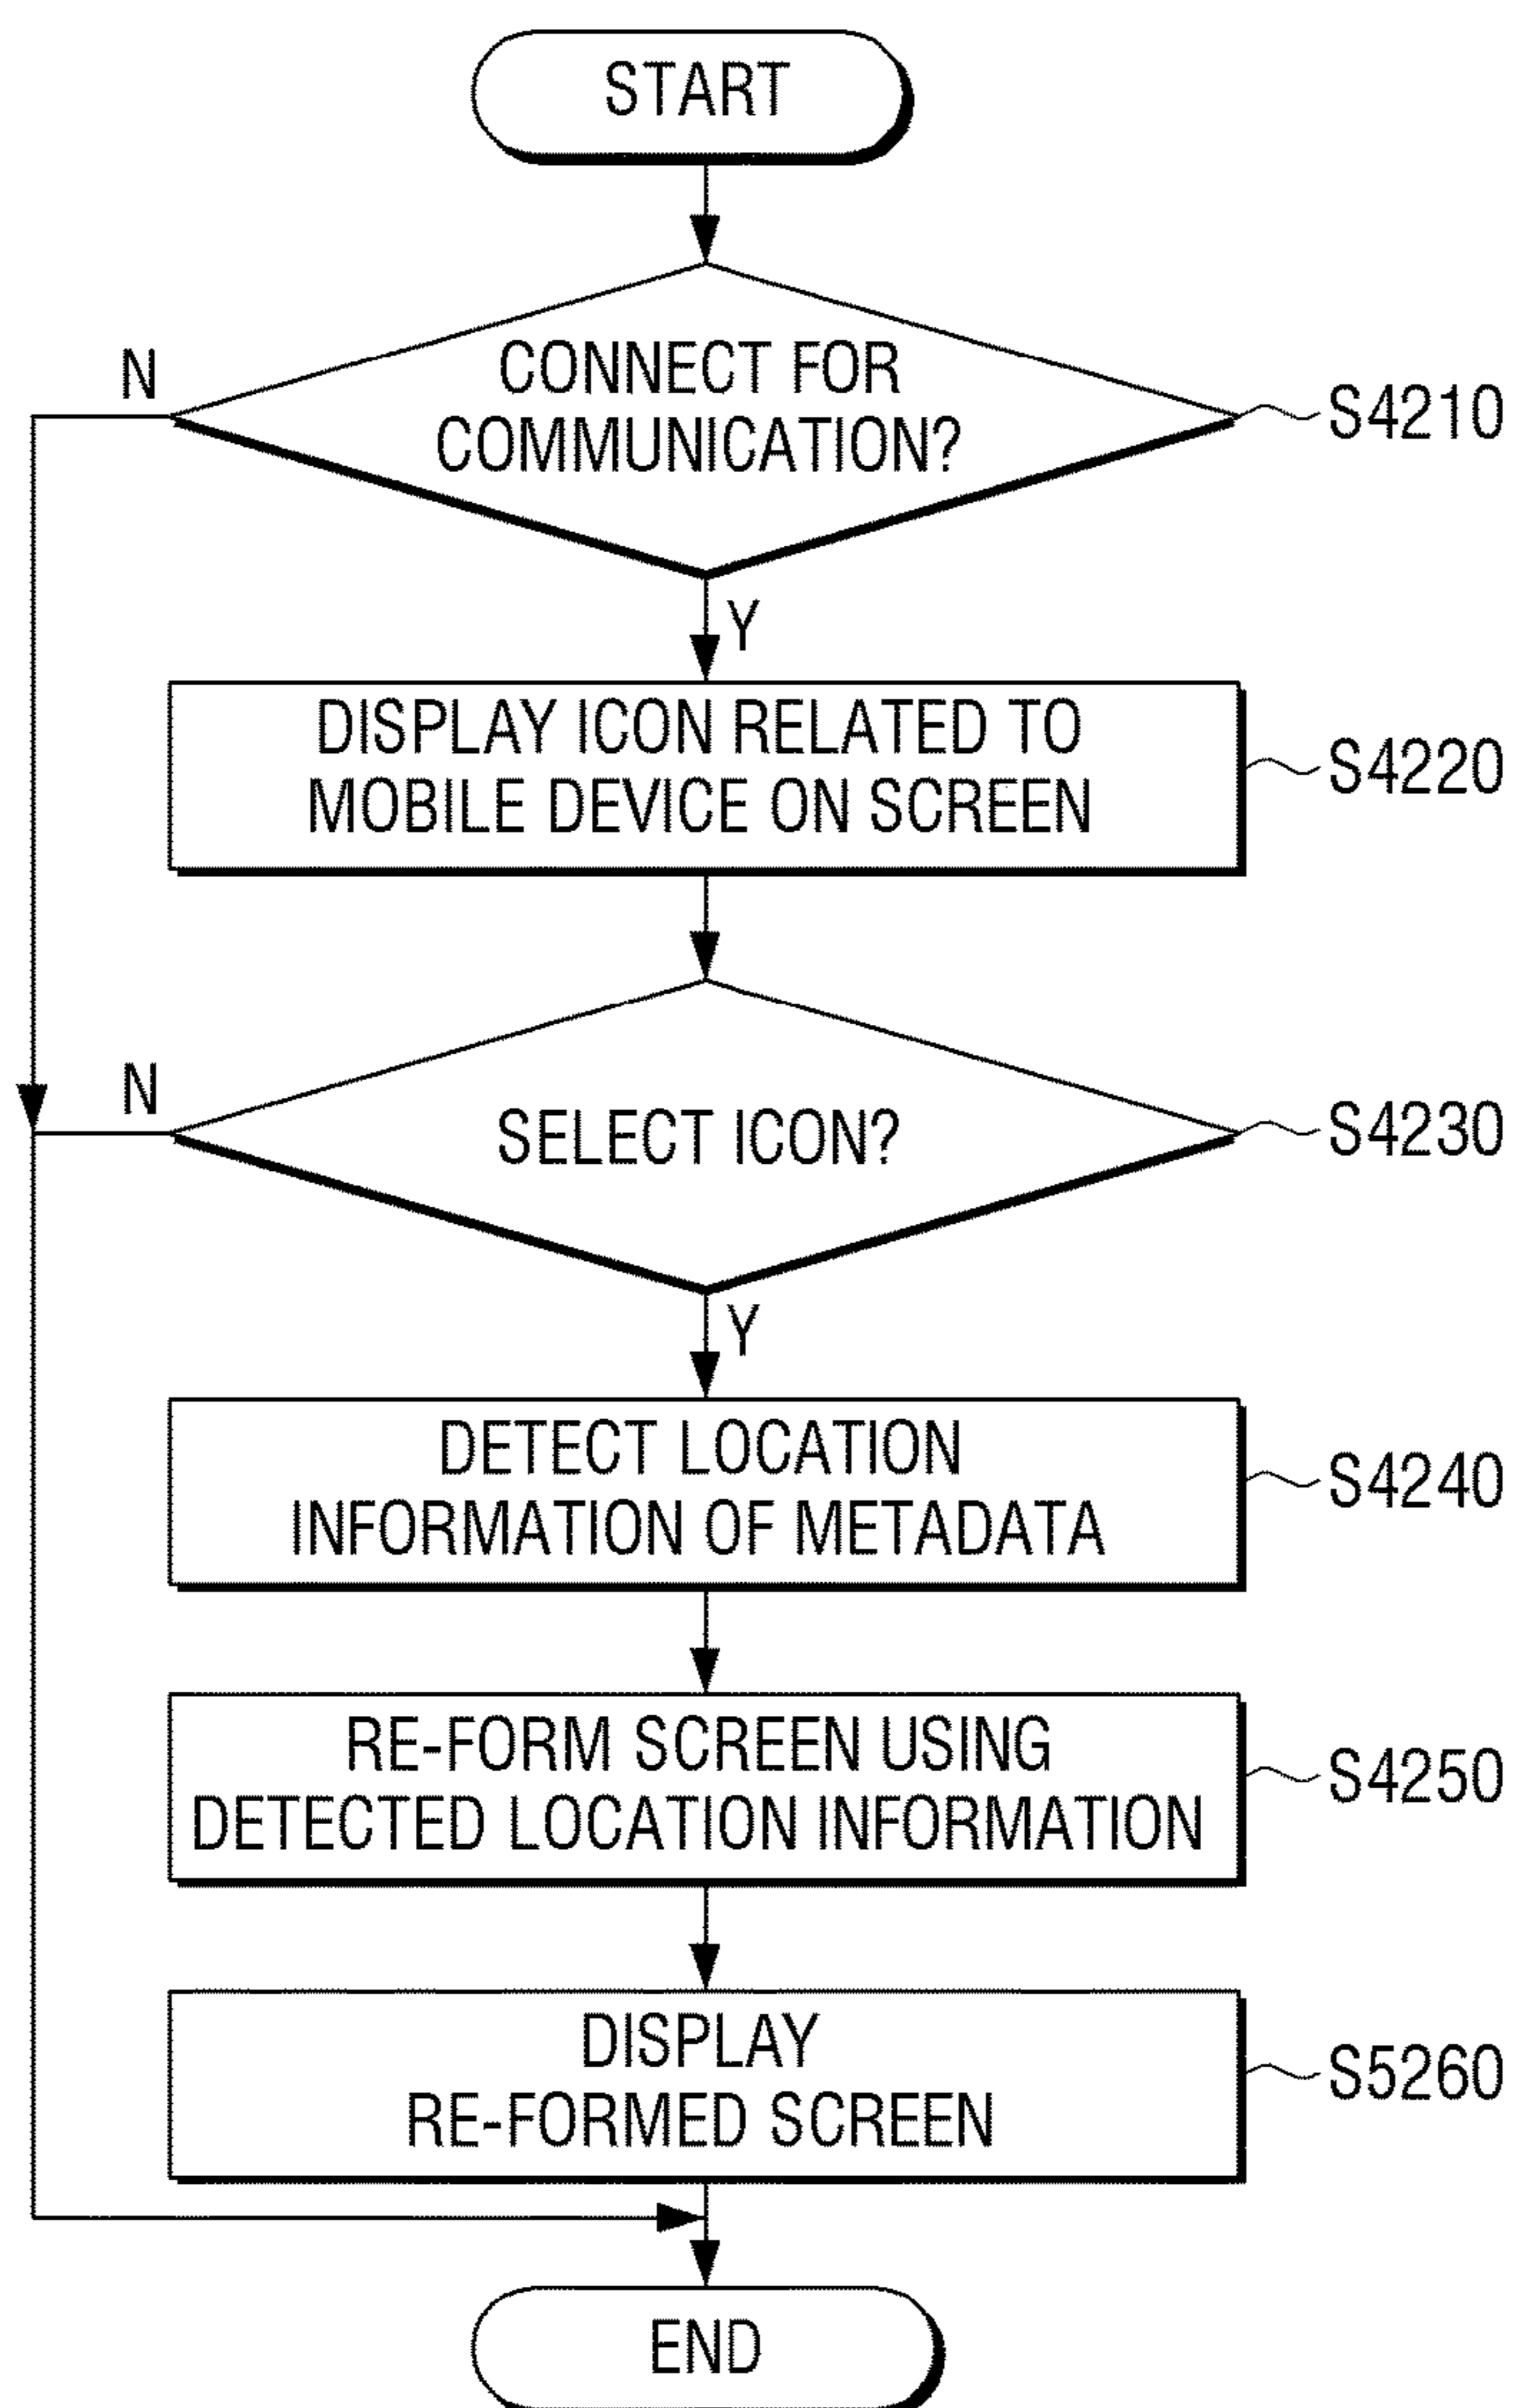 START
N
CONNECT FOR
COMMUNICATION?
S4210
Y
DISPLAY ICON RELATED TO
MOBILE DEVICE ON SCREEN
S4220
N
SELECT ICON?
S4230
Y
DETECT LOCATION
INFORMATION OF METADATA
S4240
RE-FORM SCREEN USING
DETECTED LOCATION INFORMATION
S4250
DISPLAY
RE-FORMED SCREEN
S5260
END